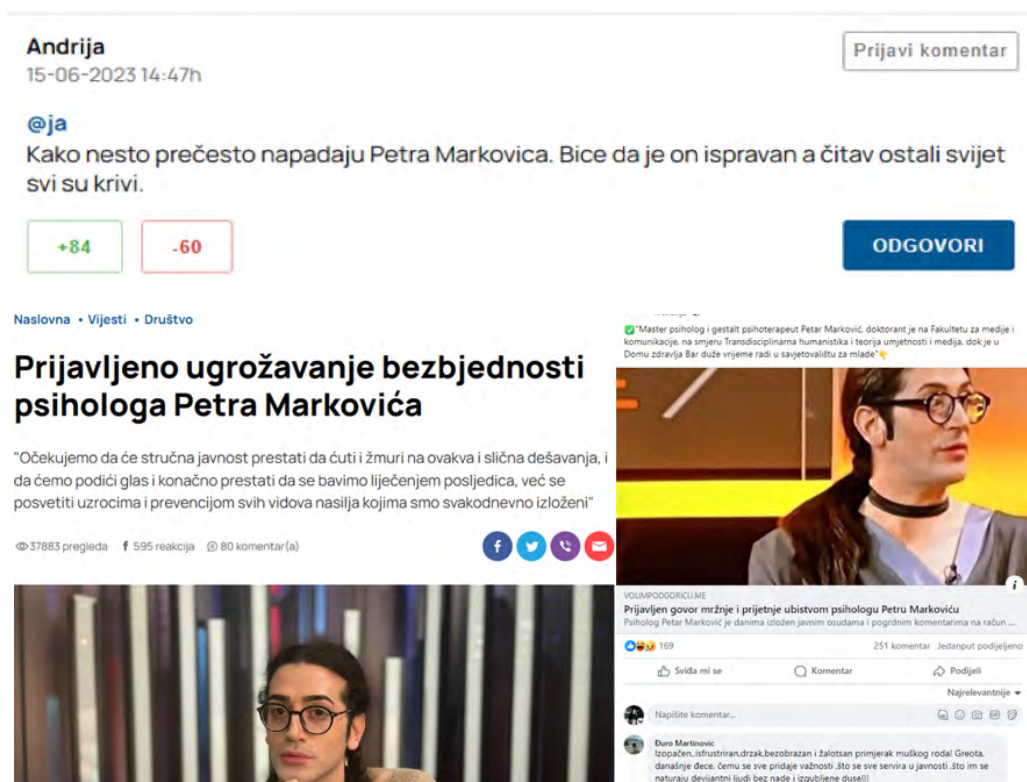 Andrija
Prijavi komentar
15-06-2023 14:47h
@ja
Kako nesto prečesto napadaju Petra Markovica. Bice da je on ispravan a čitav ostali svijet
svi su krivi.
+84
-60
ODGOVORI
Naslovna • Vijesti • Društvo
Prijavljeno ugrožavanje bezbjednosti
psihologa Petra Markovića
"Očekujemo da će stručna javnost prestati da ćuti i žmuri na ovakva i slična dešavanja, i
da ćemo podići glas i konačno prestati da se bavimo liječenjem posljedica, već se
posvetiti uzrocima i prevencijom svih vidova nasilja kojima smo svakodnevno izloženi"
37883 pregleda 595 reakcija 80 komentar(a)
"Master psiholog i gestalt psihoterapeut Petar Marković, doktorant je na Fakultetu za medije i
komunikacije, na smjeru Transdisciplinarna humanistika i teorija umjetnosti i medija, dok je u
Domu zdravlja Bar duže vrijeme radi u savjetovalištu za mlade"
VOLIMPODGORICU.ME
Prijavljen govor mržnje i prijetnje ubistvom psihologu Petru Markoviću
Psiholog Petar Marković je danima izložen javnim osudama i pogrdnim komentarima na račun ...
169
251 komentar Jedanput podijeljeno
Sviđa mi se
Komentar
Podijeli
Najrelevantnije
Napišite komentar...
Đuro Martinovic
Izopačen,.isfrustriran,drzak,bezobrazan i žalotsan primjerak muškog roda! Greota,
današnje đece, čemu se sve pridaje važnosti ,što se sve servira u javnosti ,što im se
naturaju devijantni ljudi bez nade i izgubljene duse!!!